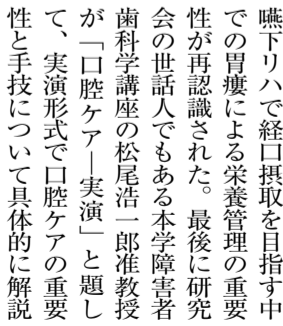 嚥下リハで経口摂取を目指す中
での胃瘻による栄養管理の重要
性が再認識された。最後に研究
会の世話人でもある本学障害者
歯科学講座の松尾浩一郎准教授
が「口腔ケア―実演」と題し
て、実演形式で口腔ケアの重要
性と手技について具体的に解説